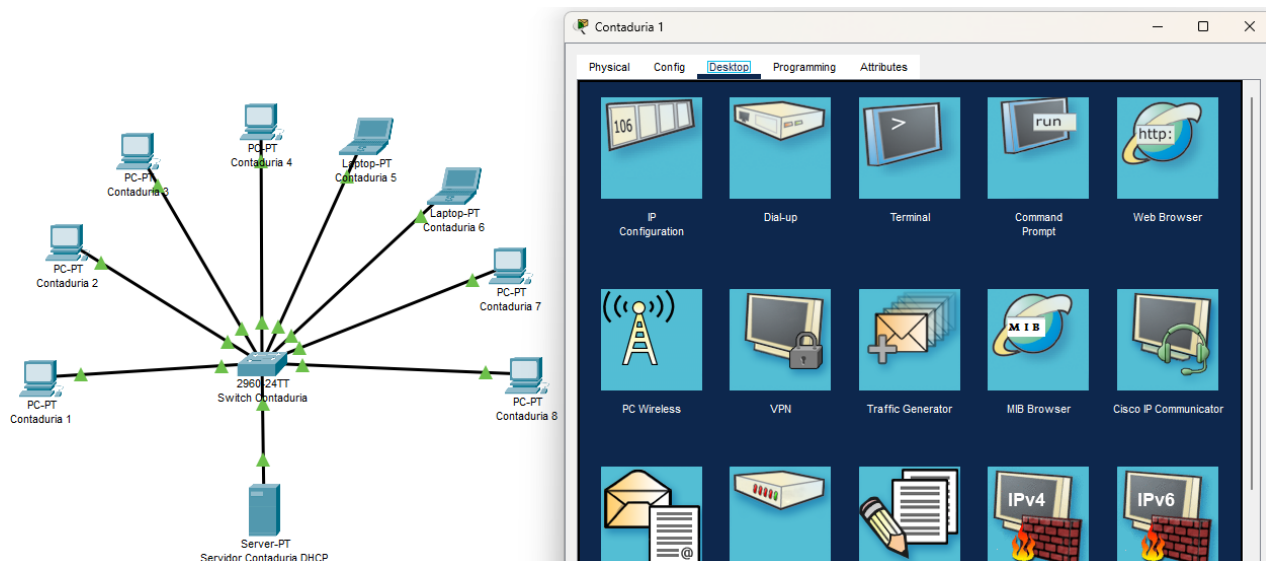 PC-PT
Contaduria 4
PC-PT
Contaduria 3
Laptop-PT
Contaduria 5
Laptop-PT
Contaduria 6
PC-PT
Contaduria 2
PC-PT
Contaduria 7
2960-24TT
Switch Contaduria
PC-PT
Contaduria 1
PC-PT
Contaduria 8
Server-PT
Servidor Contaduria DHCP
Contaduria 1
Physical Config Desktop Programming Attributes
106
>
run
http:
IP
Configuration
Dial-up
Terminal
Command
Prompt
Web Browser
MIB
PC Wireless
VPN
Traffic Generator
MIB Browser
Cisco IP Communicator
@
IPv4
IPv6